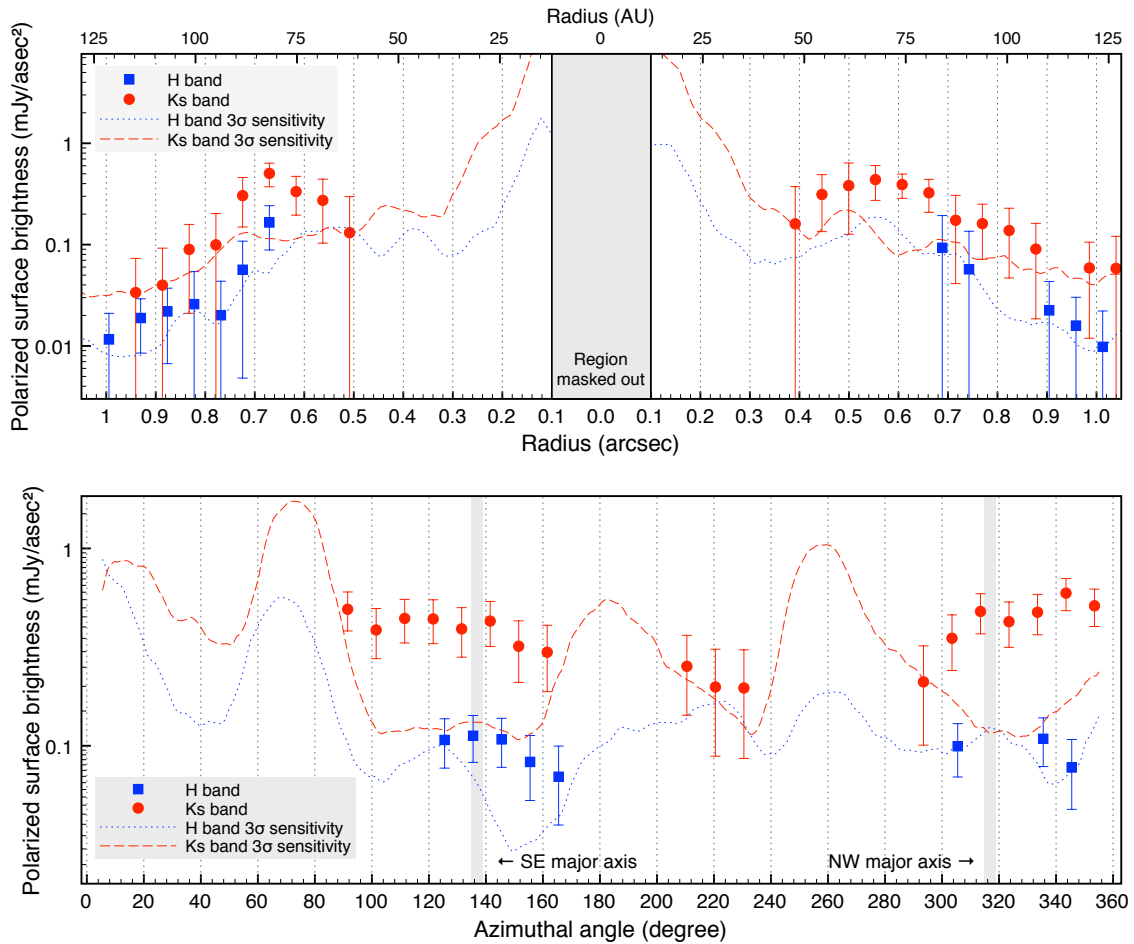 Radius (AU)
125 100 75 50 25 0 25 50 75 100 125
Polarized surface brightness (mJy/asec²)
H band
Ks band
H band 3σ sensitivity
Ks band 3σ sensitivity
1
0.1
0.01
Region
masked out
1 0.9 0.8 0.7 0.6 0.5 0.4 0.3 0.2 0.1 0.0 0.1 0.2 0.3 0.4 0.5 0.6 0.7 0.8 0.9 1.0
Radius (arcsec)
Polarized surface brightness (mJy/asec²)
1
0.1
H band
Ks band
H band 3σ sensitivity
Ks band 3σ sensitivity
← SE major axis
NW major axis →
0 20 40 60 80 100 120 140 160 180 200 220 240 260 280 300 320 340 360
Azimuthal angle (degree)